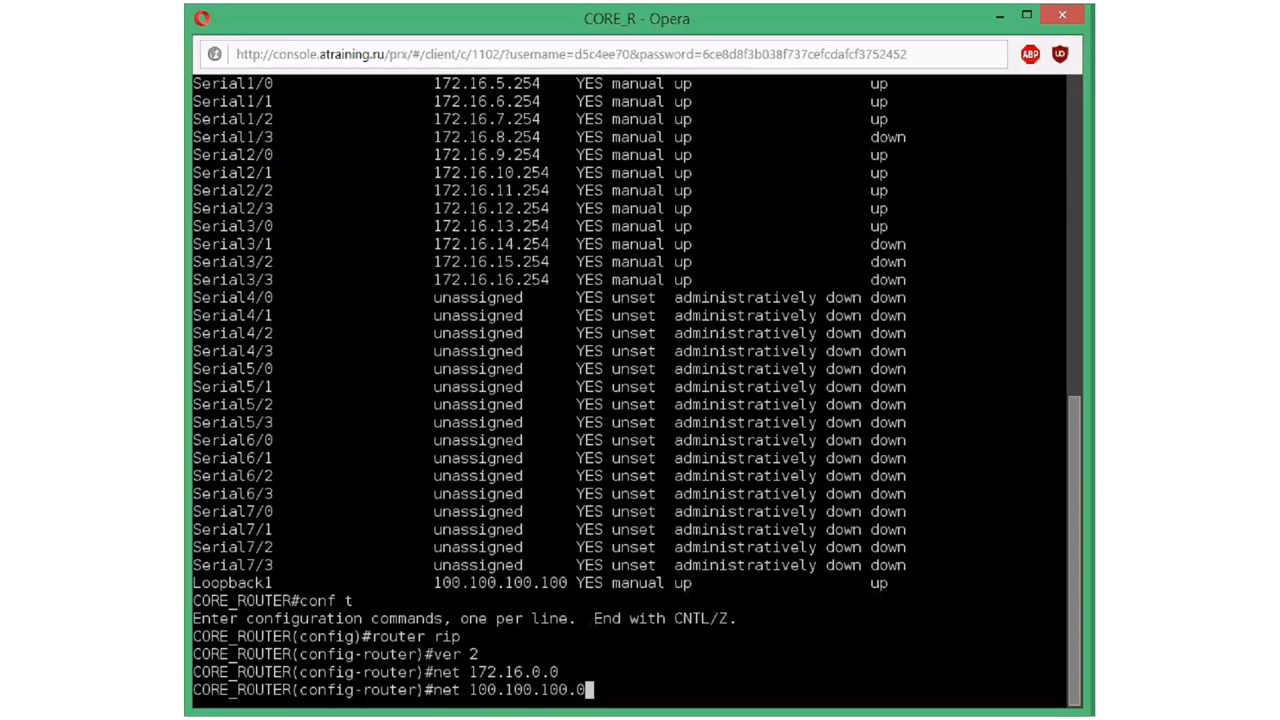 CORE_R - Opera
http://console.atraining.ru/prx/#/client/c/1102/?username=d5c4ee70&password=6ce8d8f3b038f737cefcdafcf3752452
ABP
Serial1/0 172.16.5.254 YES manual up up
Serial1/1 172.16.6.254 YES manual up up
Serial1/2 172.16.7.254 YES manual up up
Serial1/3 172.16.8.254 YES manual up down
Serial2/0 172.16.9.254 YES manual up up
Serial2/1 172.16.10.254 YES manual up up
Serial2/2 172.16.11.254 YES manual up up
Serial2/3 172.16.12.254 YES manual up up
Serial3/0 172.16.13.254 YES manual up up
Serial3/1 172.16.14.254 YES manual up down
Serial3/2 172.16.15.254 YES manual up down
Serial3/3 172.16.16.254 YES manual up down
Serial4/0 unassigned YES unset administratively down down
Serial4/1 unassigned YES unset administratively down down
Serial4/2 unassigned YES unset administratively down down
Serial4/3 unassigned YES unset administratively down down
Serial5/0 unassigned YES unset administratively down down
Serial5/1 unassigned YES unset administratively down down
Serial5/2 unassigned YES unset administratively down down
Serial5/3 unassigned YES unset administratively down down
Serial6/0 unassigned YES unset administratively down down
Serial6/1 unassigned YES unset administratively down down
Serial6/2 unassigned YES unset administratively down down
Serial6/3 unassigned YES unset administratively down down
Serial7/0 unassigned YES unset administratively down down
Serial7/1 unassigned YES unset administratively down down
Serial7/2 unassigned YES unset administratively down down
Serial7/3 unassigned YES unset administratively down down
Loopback1 100.100.100.100 YES manual up up
CORE_ROUTER#conf t
Enter configuration commands, one per line. End with CNTL/Z.
CORE_ROUTER(config)#router rip
CORE_ROUTER(config-router)#ver 2
CORE_ROUTER(config-router)#net 172.16.0.0
CORE_ROUTER(config-router)#net 100.100.100.0